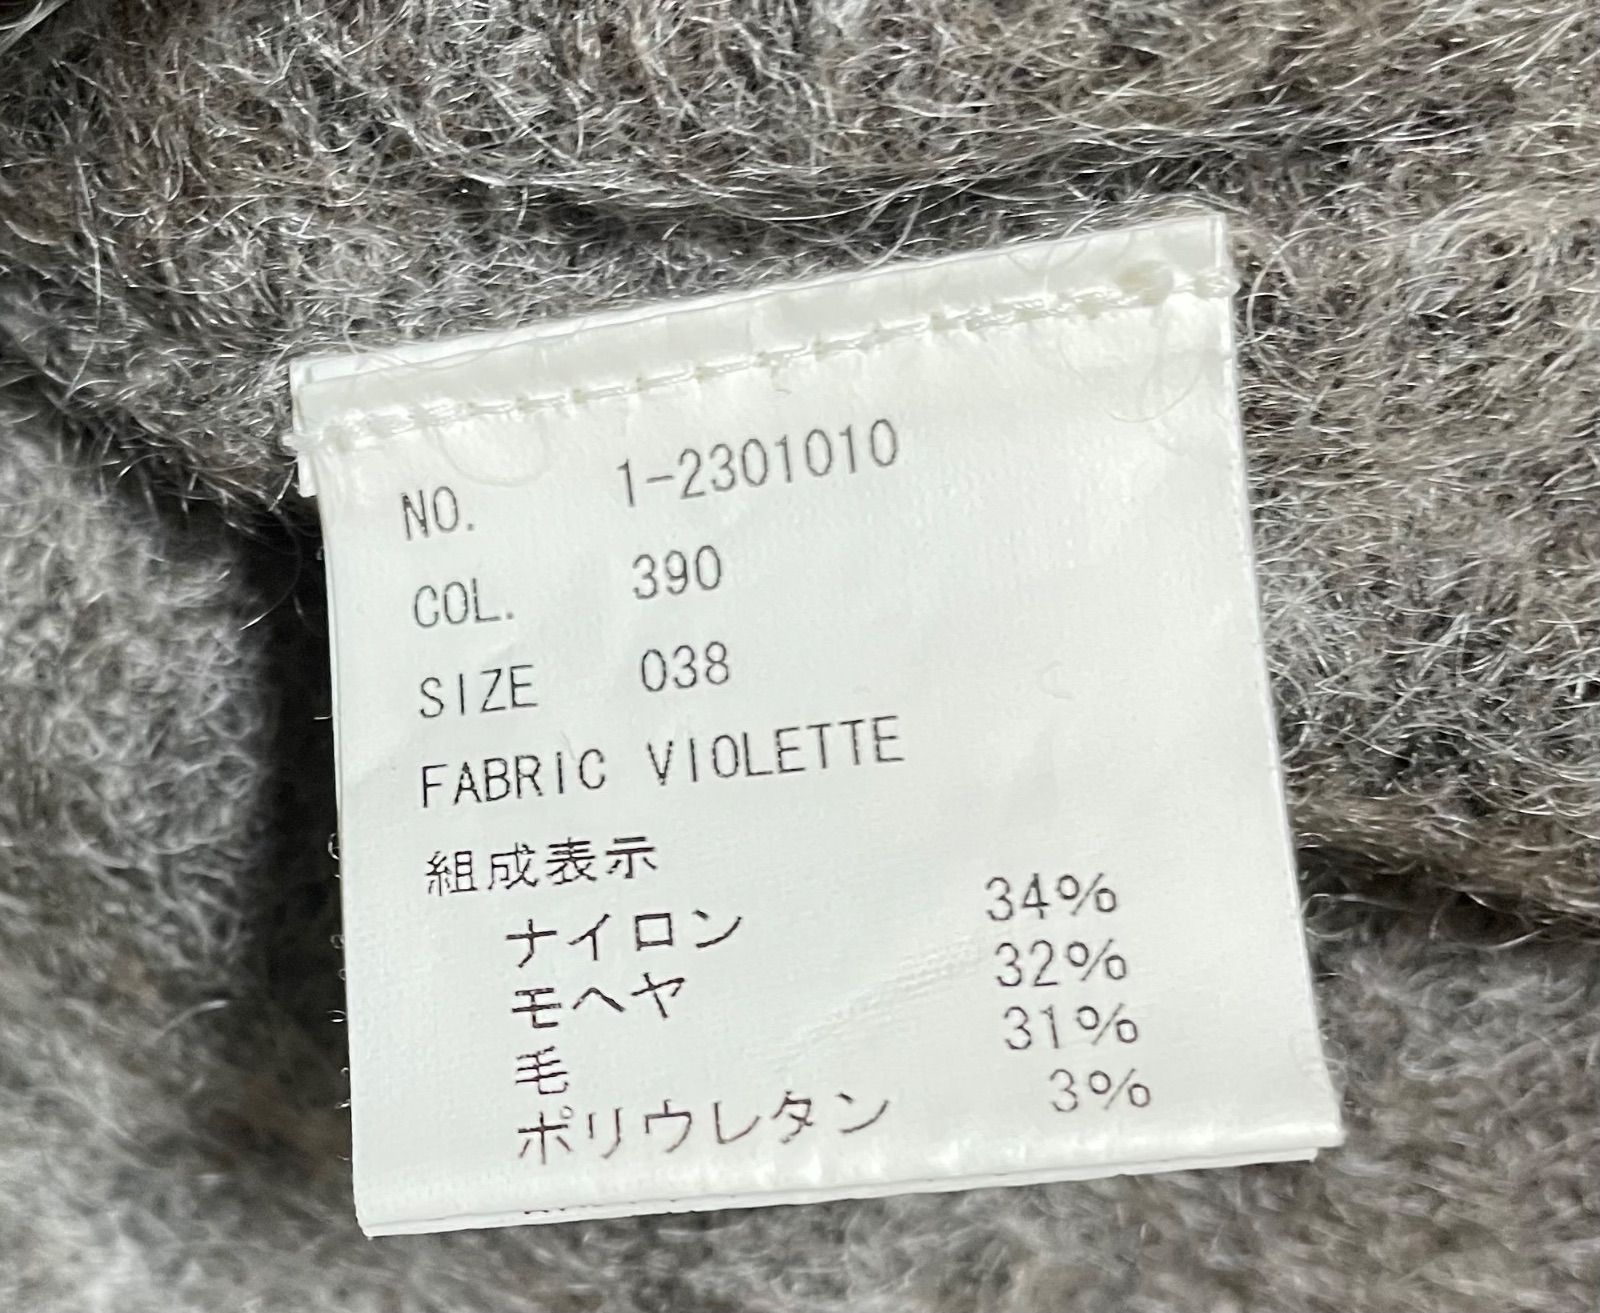 NO. 1-2301010
COL. 390
SIZE 038
FABRIC VIOLETTE
組成表示
ナイロン 34%
モヘヤ 32%
毛 31%
ポリウレタン 3%